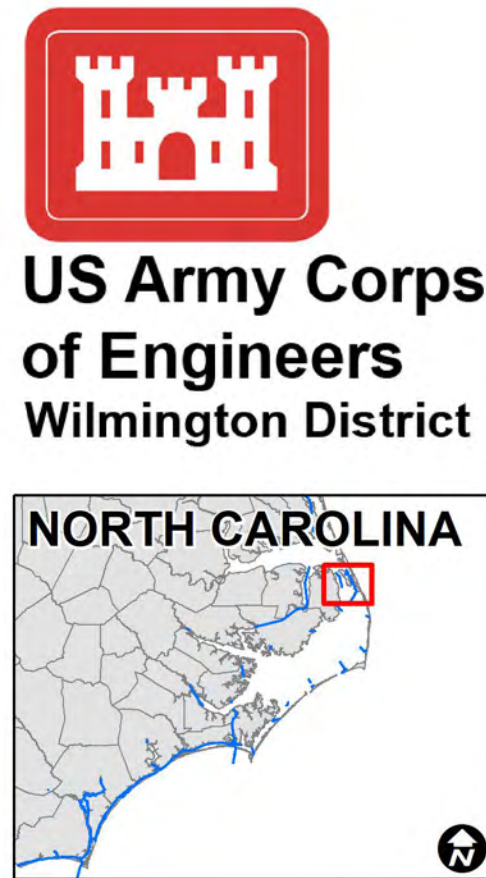 US Army Corps
of Engineers
Wilmington District
NORTH CAROLINA
N